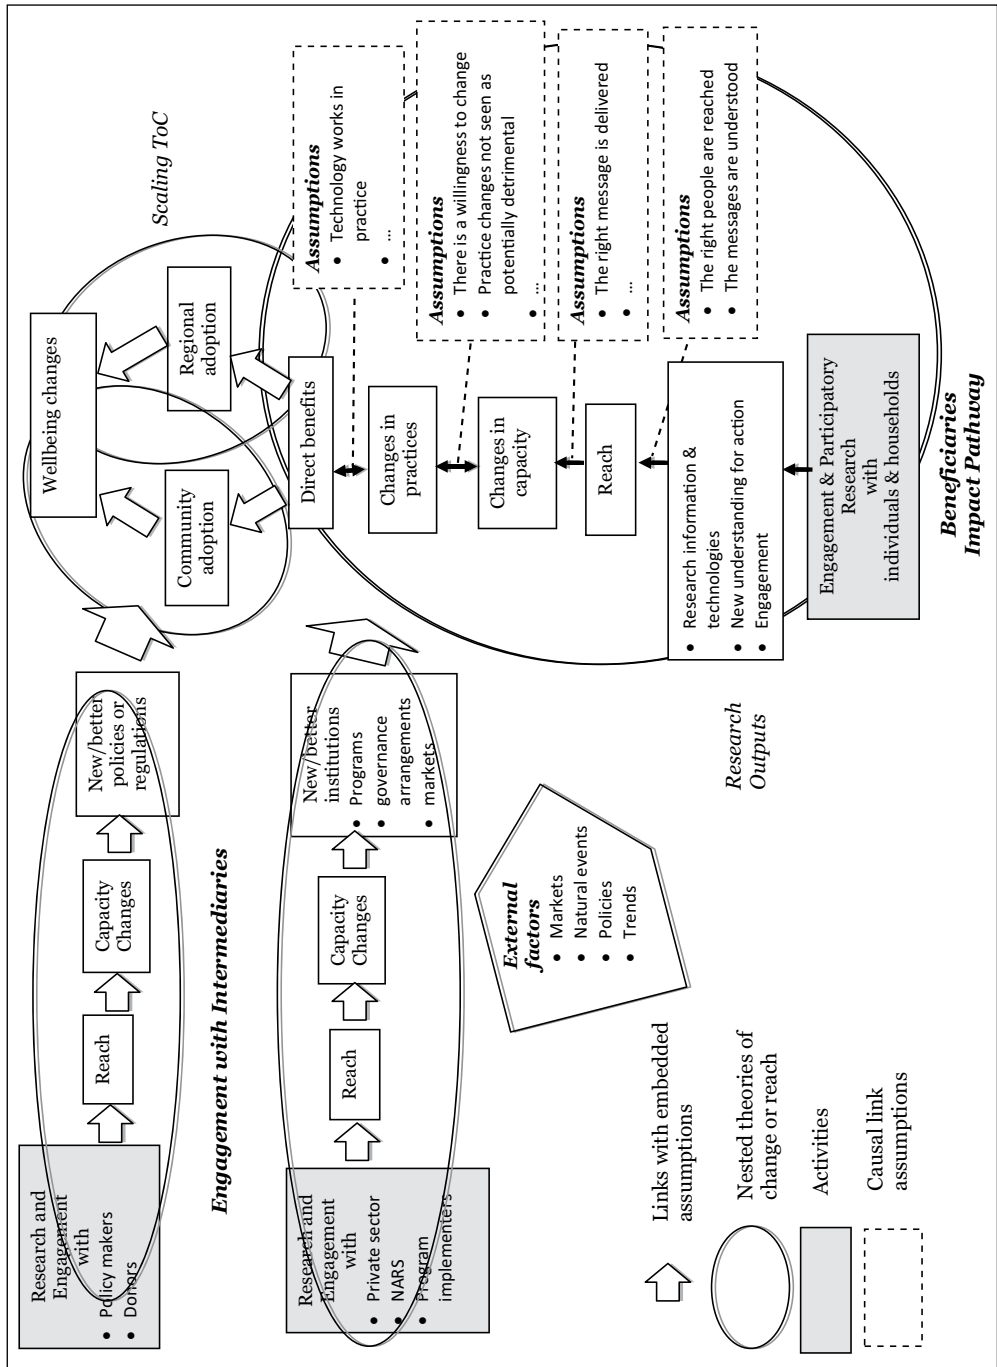 Research and
Engagement
with
• Policy makers
• Donors
Reach
Capacity
Changes
New/better
policies or
regulations
Wellbeing changes
Scaling ToC
Community
adoption
Regional
adoption
Engagement with Intermediaries
Research and
Engagement
with
• Private sector
• NARS
• Program
implementers
Reach
Capacity
Changes
New/better
institutions
• Programs
• governance
arrangements
• markets
Direct benefits
Assumptions
• Technology works in
practice
• ...
Changes in
practices
Assumptions
• There is a willingness to change
• Practice changes not seen as
potentially detrimental
• ...
Changes in
capacity
Assumptions
• The right message is delivered
• ...
Reach
Assumptions
• The right people are reached
• The messages are understood
External
factors
• Markets
• Natural events
• Policies
• Trends
Research
Outputs
• Research information &
technologies
• New understanding for action
• Engagement
Engagement & Participatory
Research
with
individuals & households
Beneficiaries
Impact Pathway
Links with embedded
assumptions
Nested theories of
change or reach
Activities
Causal link
assumptions